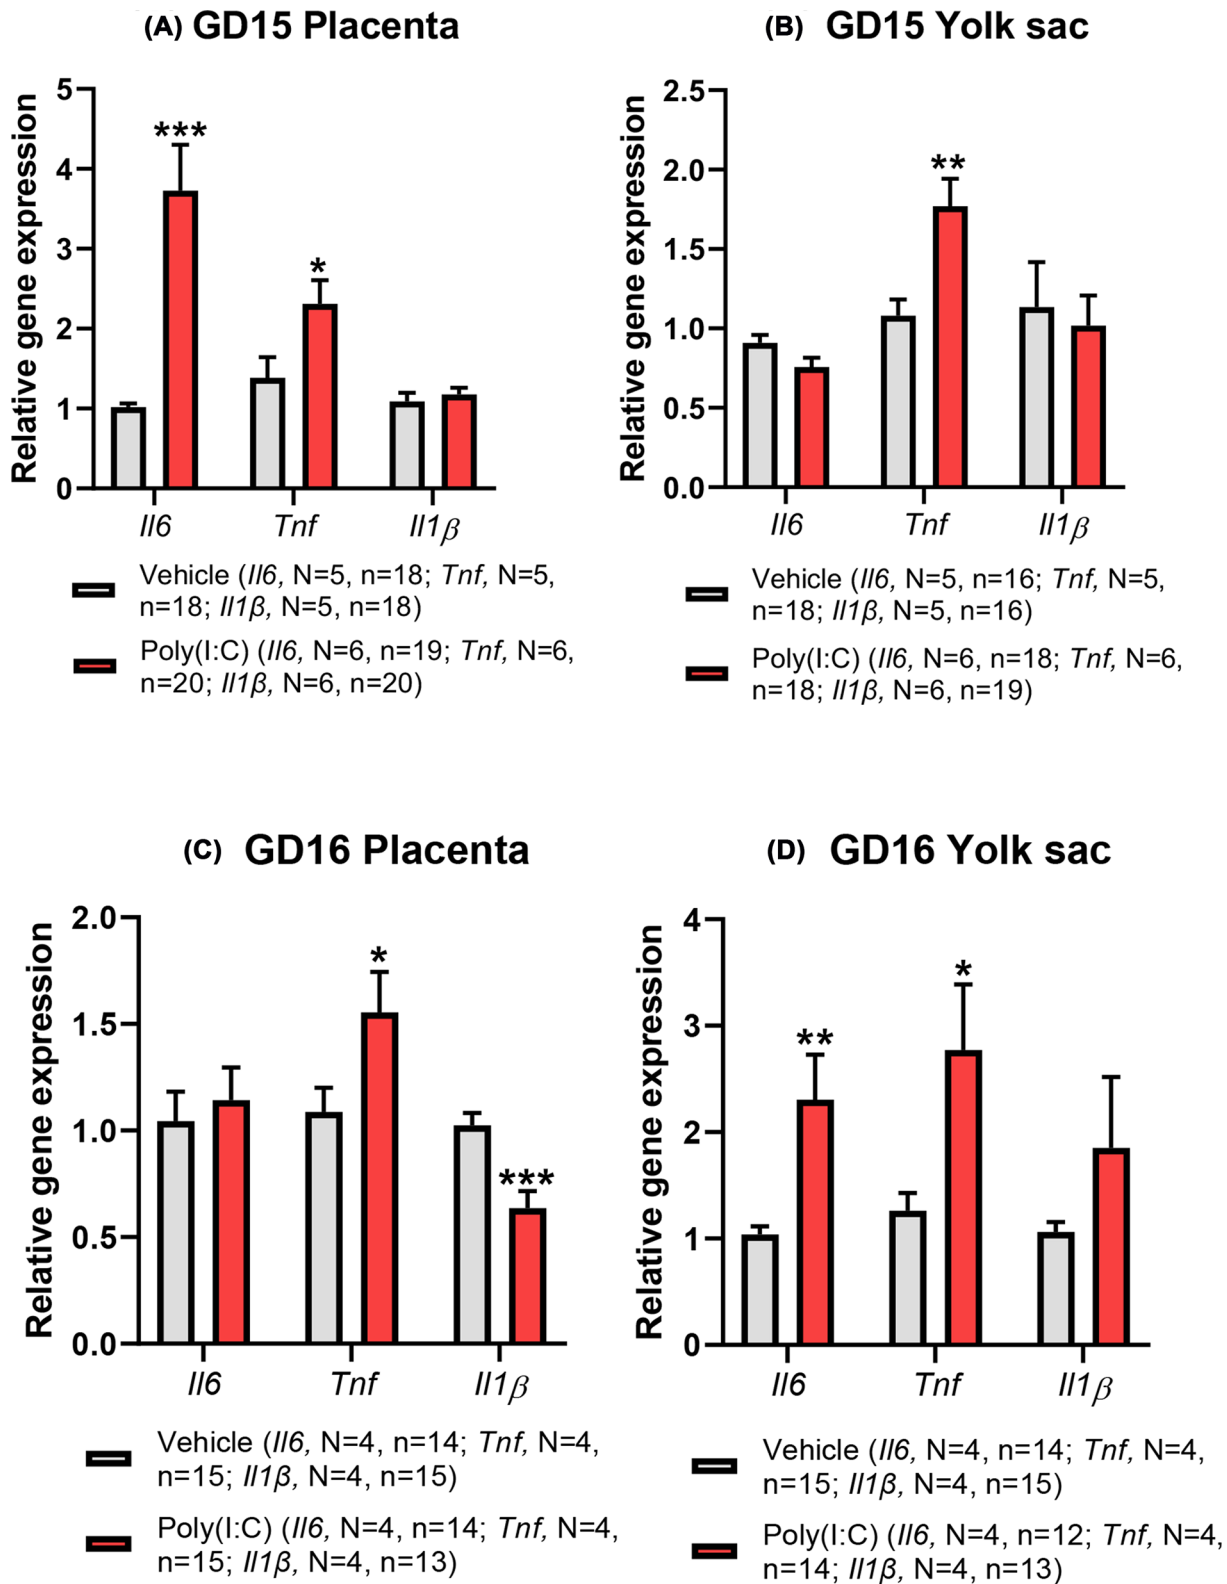 (A) GD15 Placenta
Relative gene expression
5
4
3
2
1
0
***
*
Il6
Tnf
Il1β
Vehicle (Il6, N=5, n=18; Tnf, N=5,
n=18; Il1β, N=5, n=18)
Poly(I:C) (Il6, N=6, n=19; Tnf, N=6,
n=20; Il1β, N=6, n=20)
(B) GD15 Yolk sac
Relative gene expression
2.5
2.0
1.5
1.0
0.5
0.0
**
Il6
Tnf
Il1β
Vehicle (Il6, N=5, n=16; Tnf, N=5,
n=18; Il1β, N=5, n=16)
Poly(I:C) (Il6, N=6, n=18; Tnf, N=6,
n=18; Il1β, N=6, n=19)
(C) GD16 Placenta
Relative gene expression
2.0
1.5
1.0
0.5
0.0
*
***
Il6
Tnf
Il1β
Vehicle (Il6, N=4, n=14; Tnf, N=4,
n=15; Il1β, N=4, n=15)
Poly(I:C) (Il6, N=4, n=14; Tnf, N=4,
n=15; Il1β, N=4, n=13)
(D) GD16 Yolk sac
Relative gene expression
4
3
2
1
0
**
*
Il6
Tnf
Il1β
Vehicle (Il6, N=4, n=14; Tnf, N=4,
n=15; Il1β, N=4, n=15)
Poly(I:C) (Il6, N=4, n=12; Tnf, N=4,
n=14; Il1β, N=4, n=13)